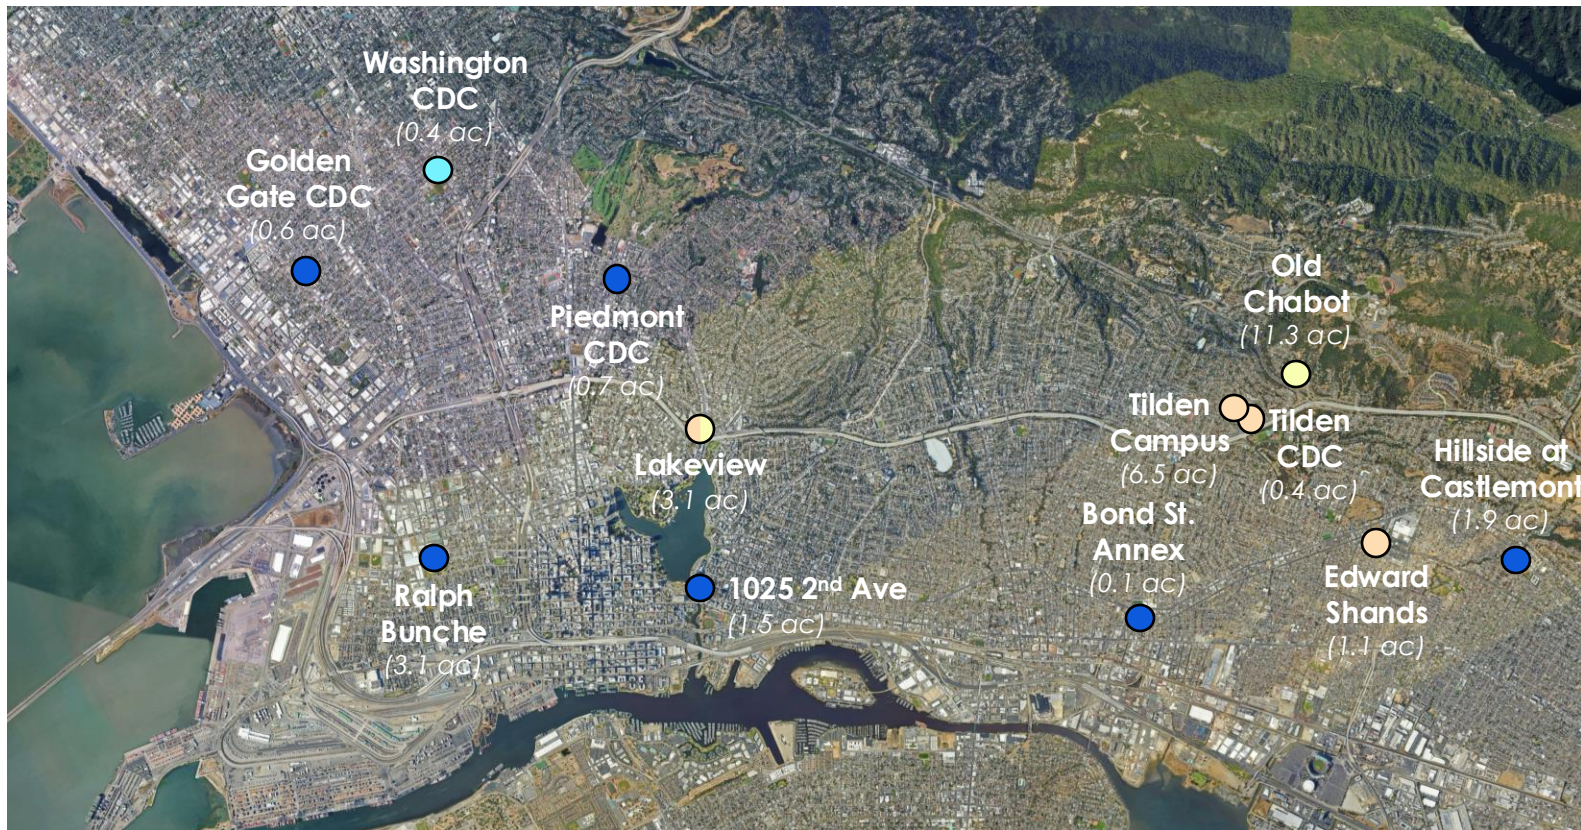 Washington
CDC
(0.4 ac)
Golden
Gate CDC
(0.6 ac)
Piedmont
CDC
(0.7 ac)
Old
Chabot
(11.3 ac)
Tilden
Campus
(6.5 ac)
Tilden
CDC
(0.4 ac)
Hillside at
Castlemont
(1.9 ac)
Lakeview
(3.1 ac)
Bond St.
Annex
(0.1 ac)
Ralph
Bunche
(3.1 ac)
1025 2nd Ave
(1.5 ac)
Edward
Shands
(1.1 ac)